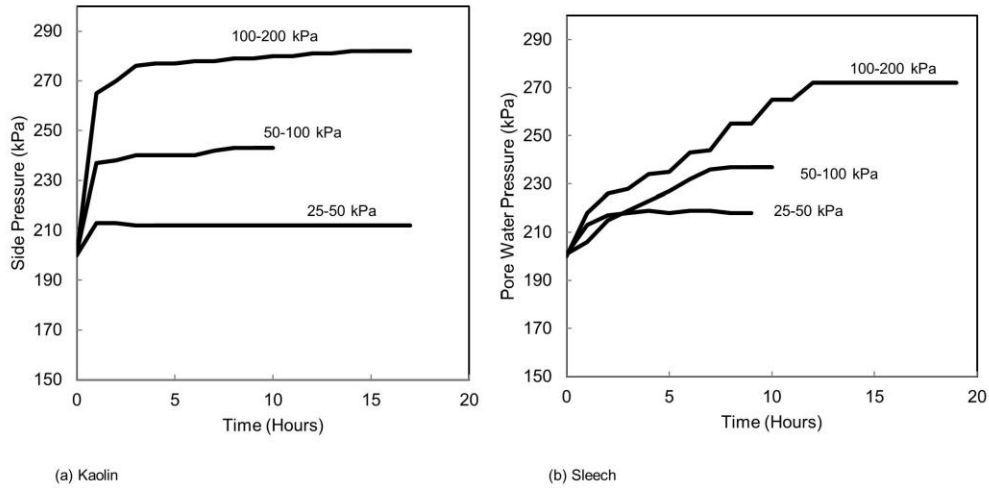 290
270
250
230
210
190
170
150
Side Pressure (kPa)
100-200 kPa
50-100 kPa
25-50 kPa
0 5 10 15 20
Time (Hours)
(a) Kaolin
290
270
250
230
210
190
170
150
Pore Water Pressure (kPa)
100-200 kPa
50-100 kPa
25-50 kPa
0 5 10 15 20
Time (Hours)
(b) Sleech